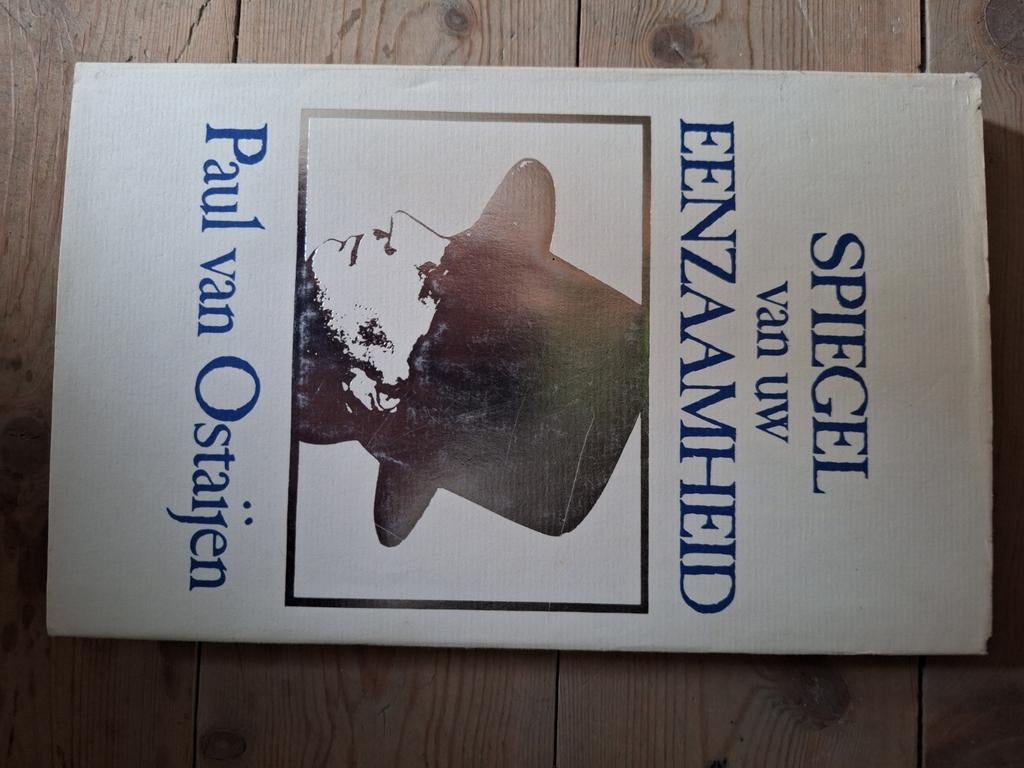 SPIEGEL
van uw
EENZAAMHEID
Paul van Ostaijen